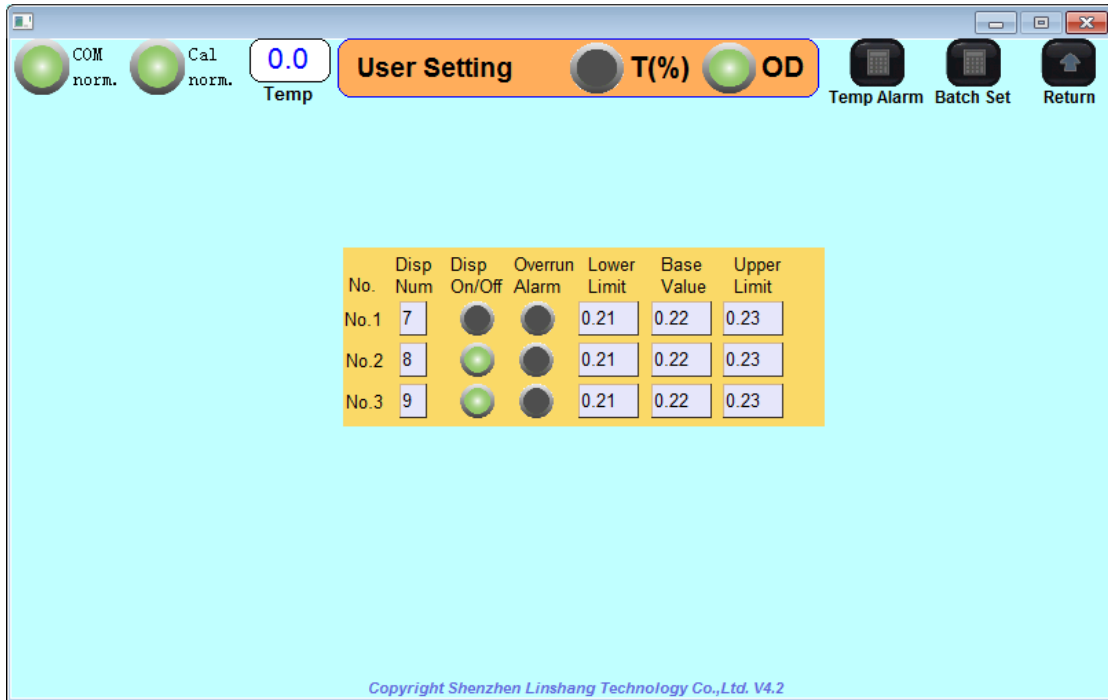 COM norm. Cal norm. 0.0 Temp User Setting T(%) OD Temp Alarm Batch Set Return
No. Disp Num Disp On/Off Overrun Alarm Lower Limit Base Value Upper Limit
No.1 7 0.21 0.22 0.23
No.2 8 0.21 0.22 0.23
No.3 9 0.21 0.22 0.23
Copyright Shenzhen Linshang Technology Co.,Ltd. V4.2